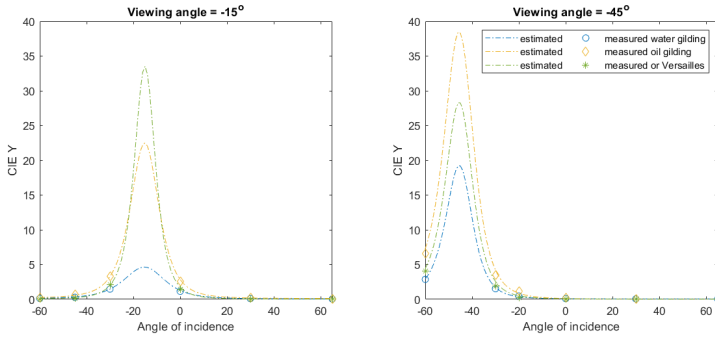 Viewing angle = -15°
CIE Y
40
35
30
25
20
15
10
5
0
-60
-40
-20
0
20
40
60
Angle of incidence
Viewing angle = -45°
estimated
measured water gilding
estimated
measured oil gilding
estimated
measured or Versailles
CIE Y
40
35
30
25
20
15
10
5
0
-60
-40
-20
0
20
40
60
Angle of incidence